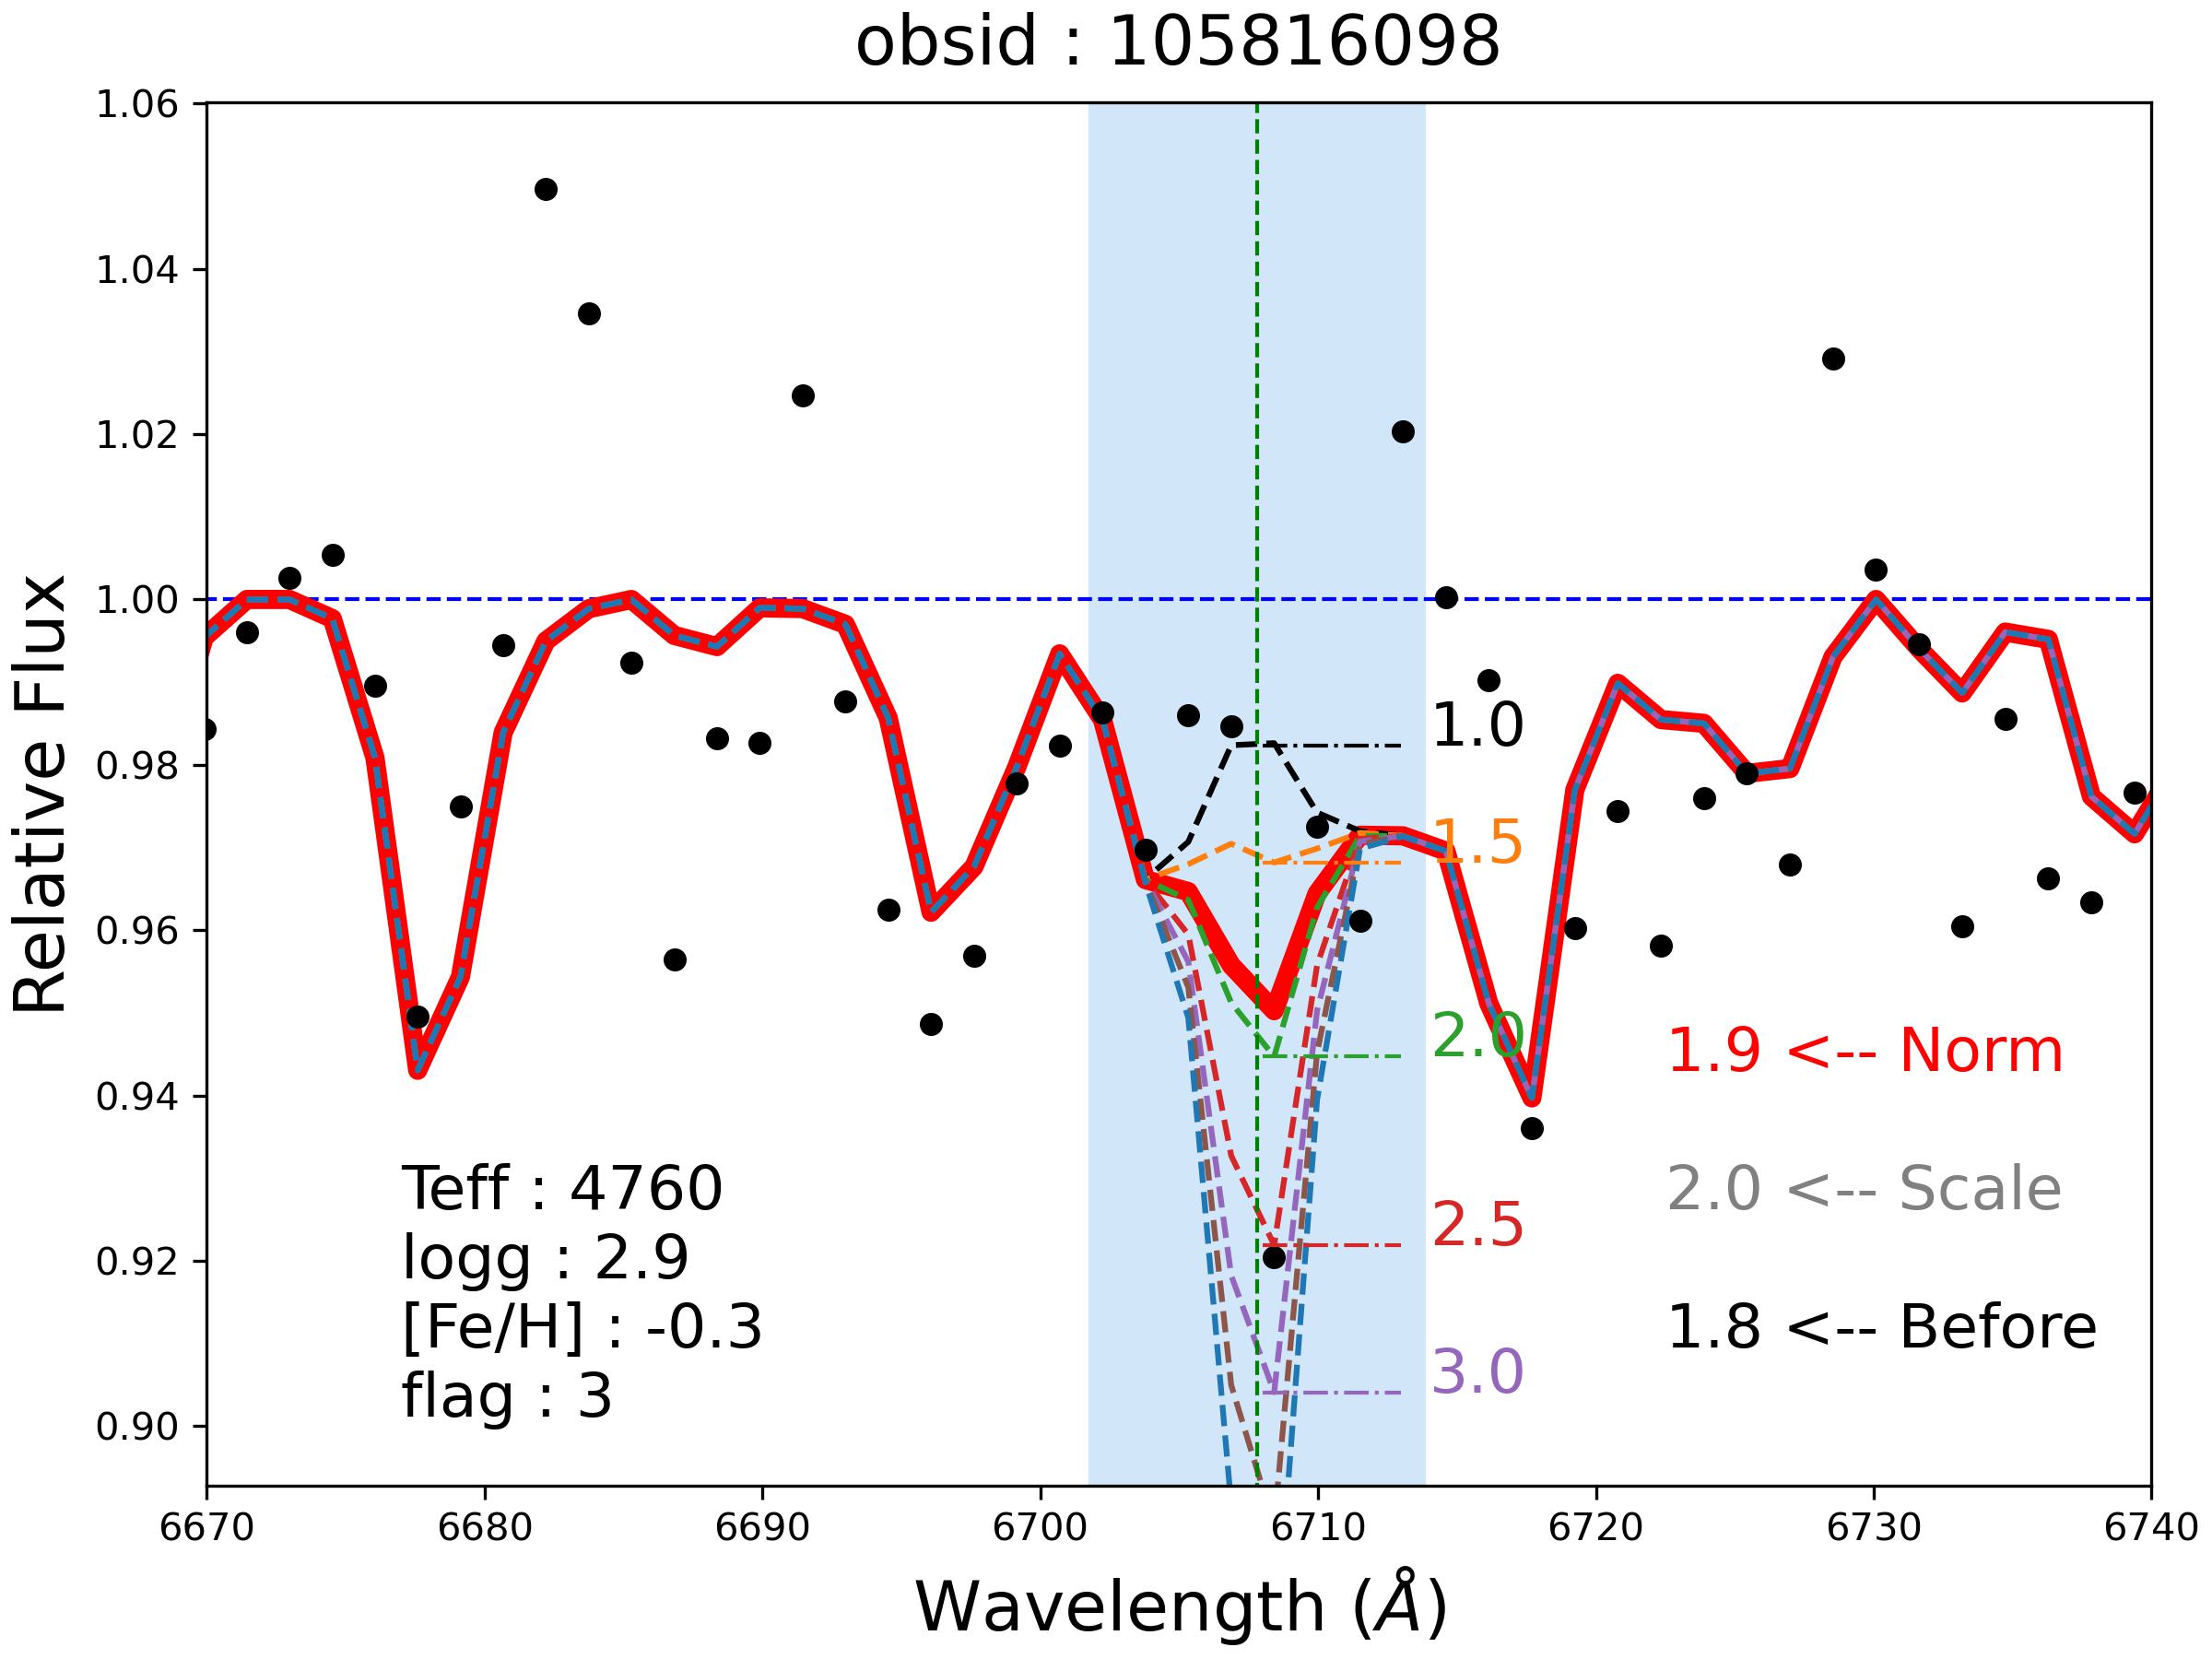 obsid : 105816098
1.06
1.04
1.02
1.00
0.98
0.96
0.94
0.92
0.90
Relative Flux
1.0
1.5
2.0
2.5
3.0
1.9 <-- Norm
2.0 <-- Scale
1.8 <-- Before
Teff : 4760
logg : 2.9
[Fe/H] : -0.3
flag : 3
6670 6680 6690 6700 6710 6720 6730 6740
Wavelength (Å)